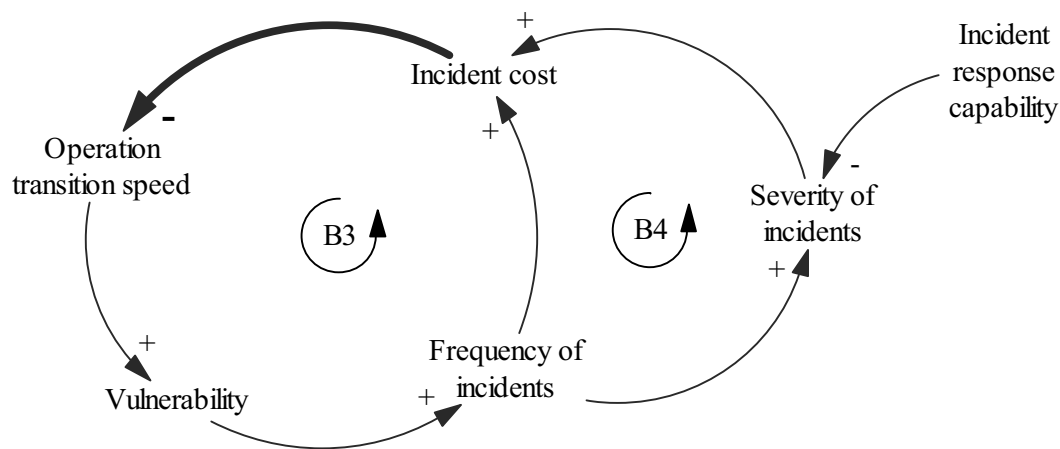 +
+
Incident
response
capability
Incident cost
-
+
Operation
transition speed
-
Severity of
incidents
B3
B4
+
+
Frequency of
incidents
Vulnerability
+